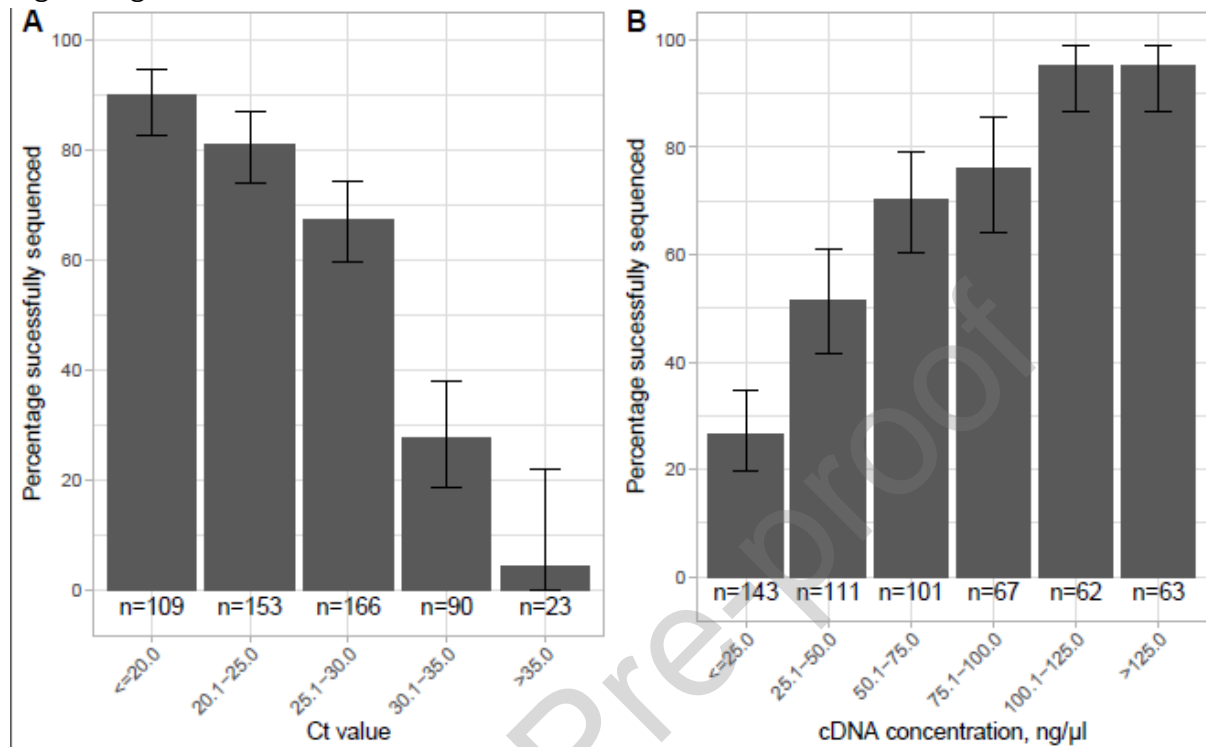 A
Percentage sucessfully sequenced
100
80
60
40
20
0
n=109 n=153 n=166 n=90 n=23
<=20.0 20.1–25.0 25.1–30.0 30.1–35.0 >35.0
Ct value
B
Percentage sucessfully sequenced
100
80
60
40
20
0
n=143 n=111 n=101 n=67 n=62 n=63
<=25.0 25.1–50.0 50.1–75.0 75.1–100.0 100.1–125.0 >125.0
cDNA concentration, ng/µl
Pre-proof